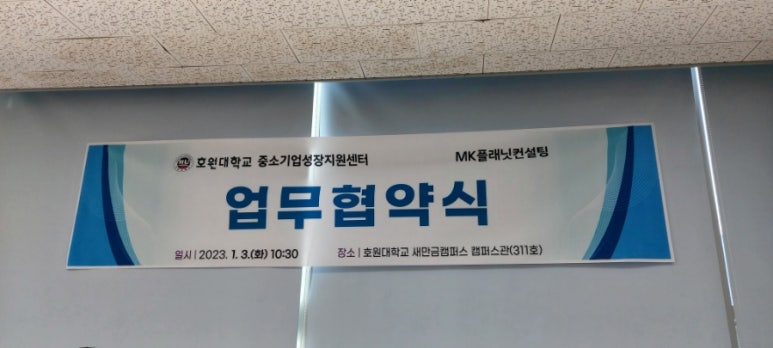 호원대학교 중소기업성장지원센터 MK플래닛컨설팅
업무협약식
일시 | 2023. 1. 3.(화) 10:30 장소 | 호원대학교 새만금캠퍼스 캠퍼스관(311호)